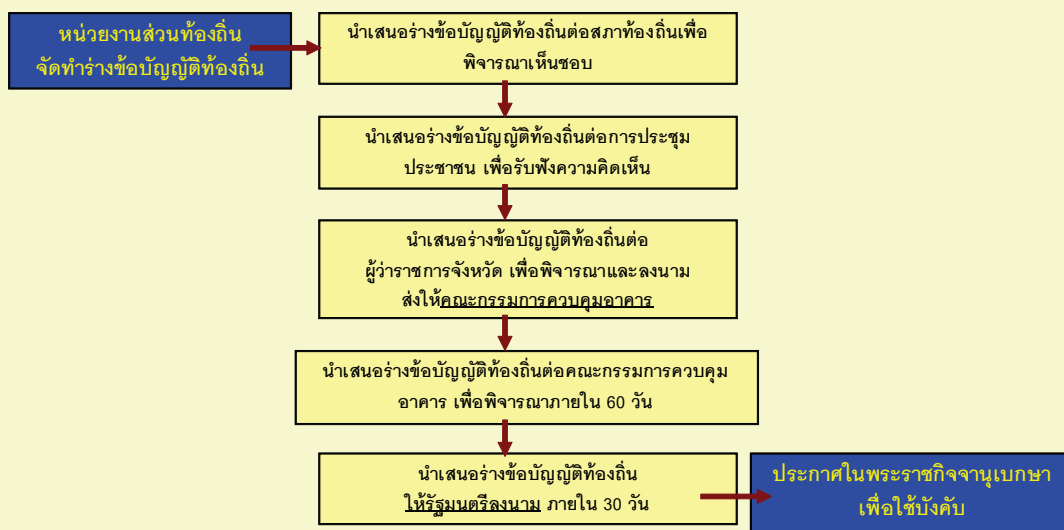 หน่วยงานส่วนท้องถิ่น
จัดทำร่างข้อบัญญัติท้องถิ่น
นำเสนอร่างข้อบัญญัติท้องถิ่นต่อสภาท้องถิ่นเพื่อ
พิจารณาเห็นชอบ
นำเสนอร่างข้อบัญญัติท้องถิ่นต่อการประชุม
ประชาชน เพื่อรับฟังความคิดเห็น
นำเสนอร่างข้อบัญญัติท้องถิ่นต่อ
ผู้ว่าราชการจังหวัด เพื่อพิจารณาและลงนาม
ส่งให้คณะกรรมการควบคุมอาคาร
นำเสนอร่างข้อบัญญัติท้องถิ่นต่อคณะกรรมการควบคุม
อาคาร เพื่อพิจารณาภายใน 60 วัน
นำเสนอร่างข้อบัญญัติท้องถิ่น
ให้รัฐมนตรีลงนาม ภายใน 30 วัน
ประกาศในพระราชกิจจานุเบกษา
เพื่อใช้บังคับ